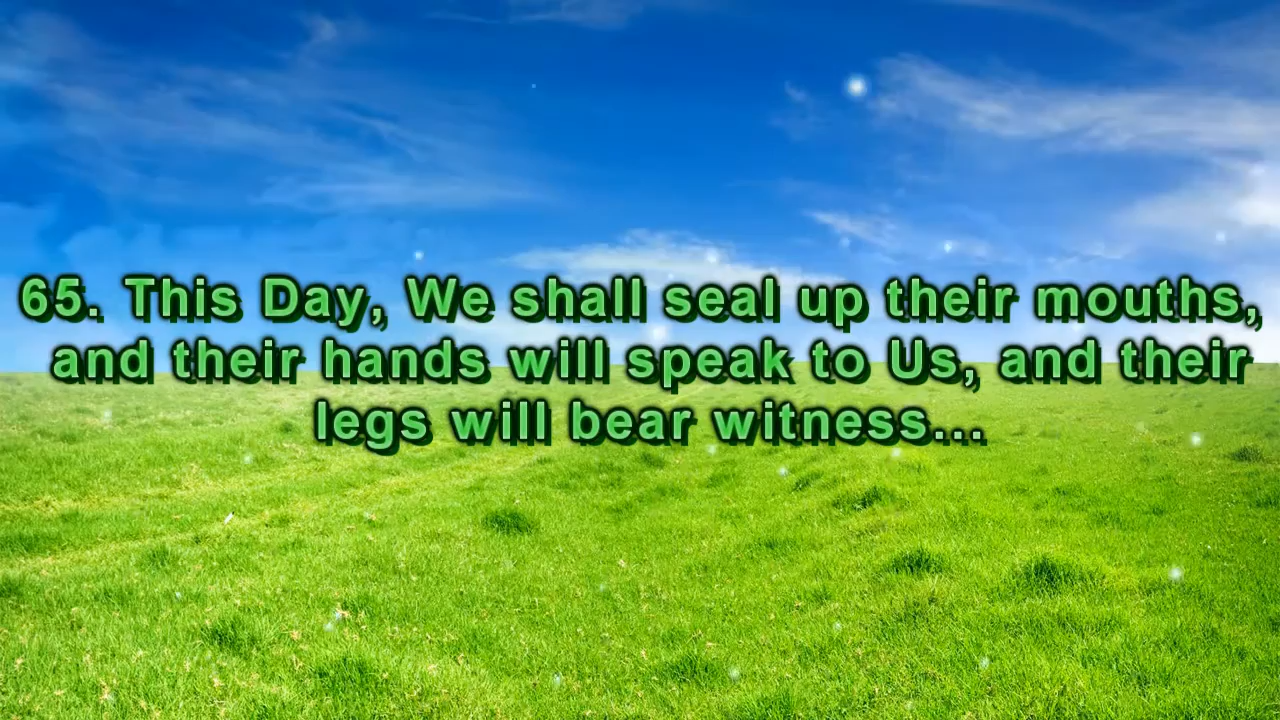 65. This Day, We shall seal up their mouths,
and their hands will speak to Us, and their
legs will bear witness...